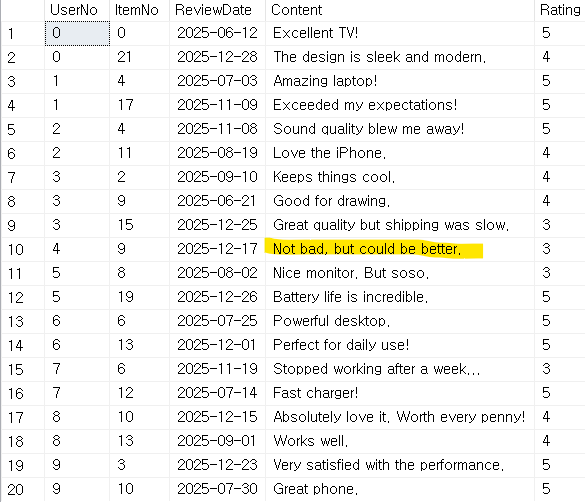 UserNo ItemNo ReviewDate Content Rating
1 0 0 2025-06-12 Excellent TV! 5
2 0 21 2025-12-28 The design is sleek and modern. 4
3 1 4 2025-07-03 Amazing laptop! 5
4 1 17 2025-11-09 Exceeded my expectations! 5
5 2 4 2025-11-08 Sound quality blew me away! 5
6 2 11 2025-08-19 Love the iPhone. 4
7 3 2 2025-09-10 Keeps things cool. 4
8 3 9 2025-06-21 Good for drawing. 4
9 3 15 2025-12-25 Great quality but shipping was slow. 3
10 4 9 2025-12-17 Not bad, but could be better. 3
11 5 8 2025-08-02 Nice monitor. But soso. 3
12 5 19 2025-12-26 Battery life is incredible. 5
13 6 6 2025-07-25 Powerful desktop. 5
14 6 13 2025-12-01 Perfect for daily use! 5
15 7 6 2025-11-19 Stopped working after a week... 3
16 7 12 2025-07-14 Fast charger! 5
17 8 10 2025-12-15 Absolutely love it. Worth every penny! 4
18 8 13 2025-09-01 Works well. 4
19 9 3 2025-12-23 Very satisfied with the performance. 5
20 9 10 2025-07-30 Great phone. 5